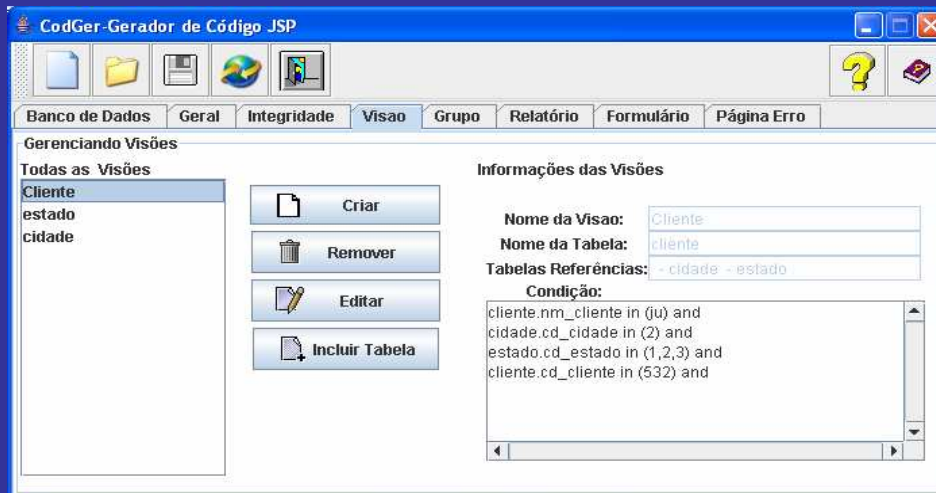 CodGer-Gerador de Código JSP
Banco de Dados Geral Integridade Visao Grupo Relatório Formulário Página Erro
Gerenciando Visões
Todas as Visões
Cliente
estado
cidade
Criar
Remover
Editar
Incluir Tabela
Informações das Visões
Nome da Visao: Cliente
Nome da Tabela: cliente
Tabelas Referências: - cidade - estado
Condição:
cliente.nm_cliente in (ju) and
cidade.cd_cidade in (2) and
estado.cd_estado in (1,2,3) and
cliente.cd_cliente in (532) and